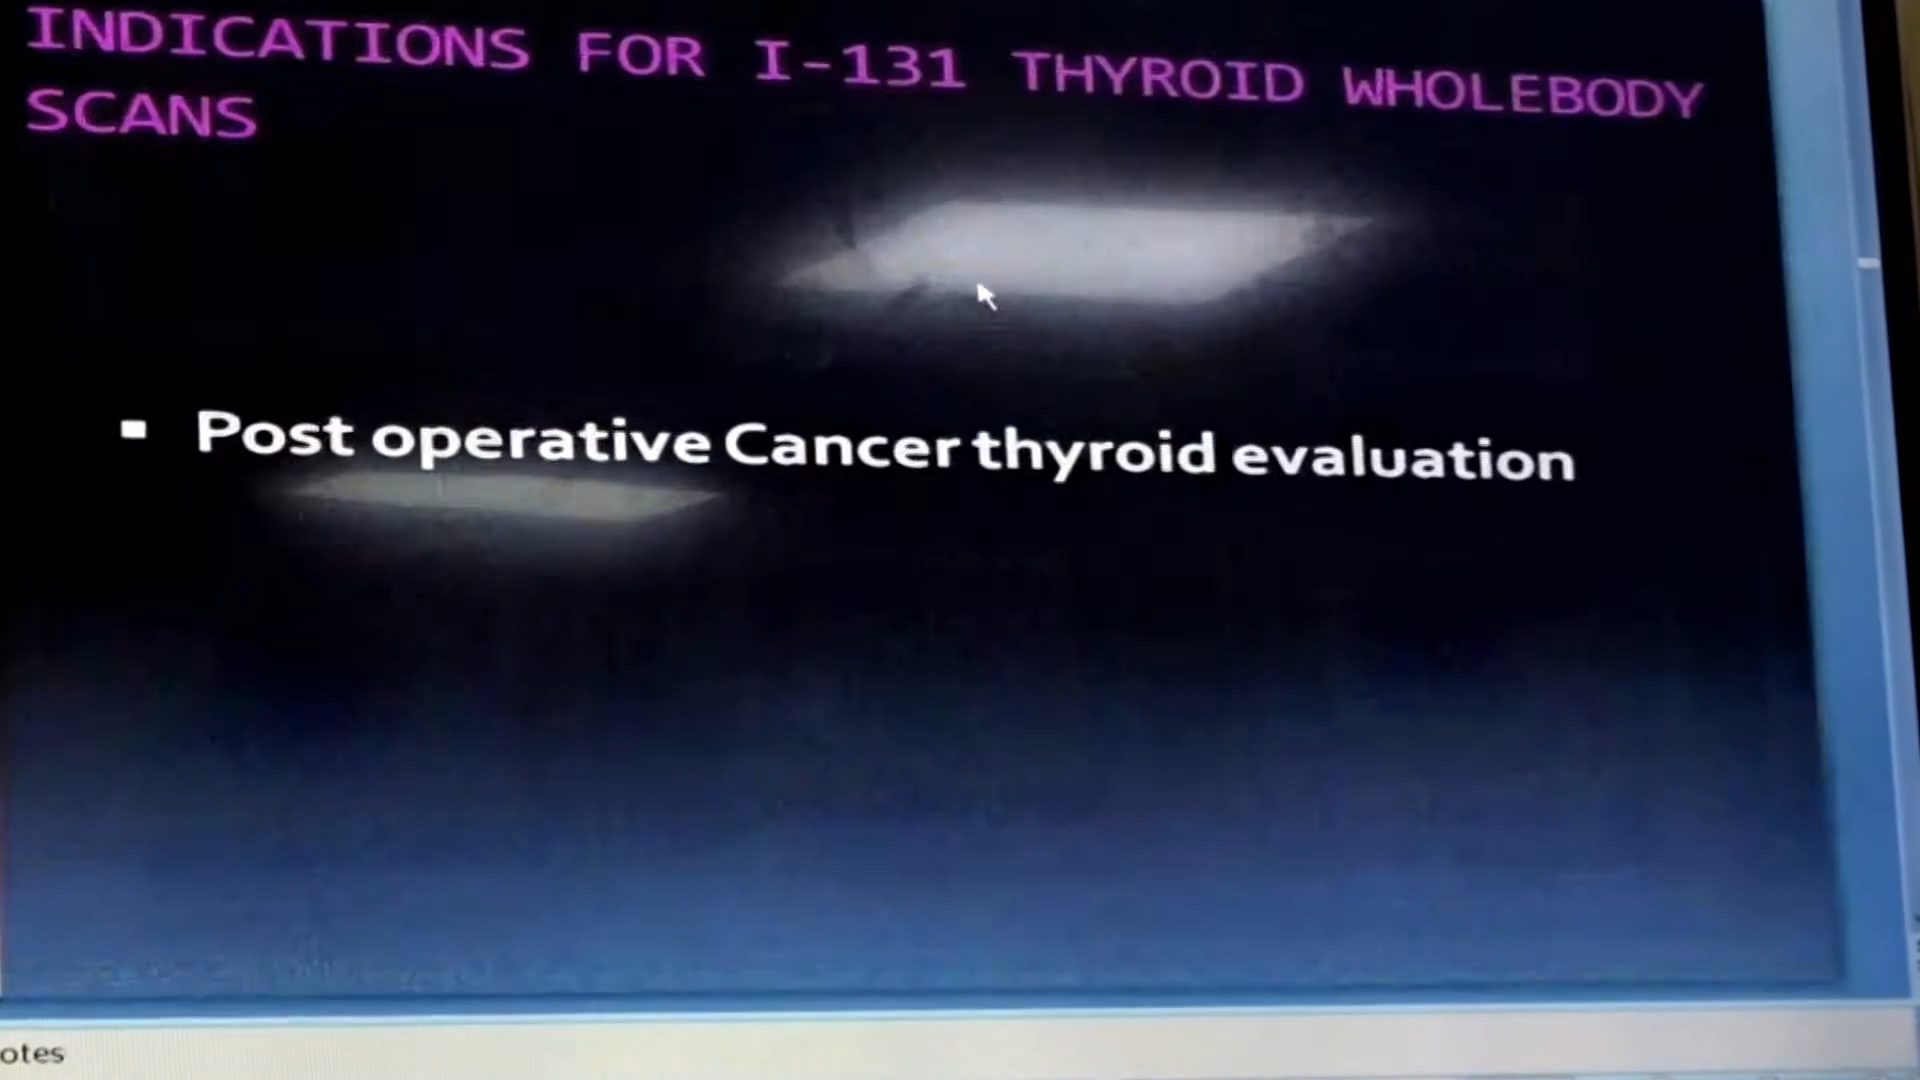 INDICATIONS FOR I-131 THYROID WHOLEBODY
SCANS
▪ Post operative Cancer thyroid evaluation
otes